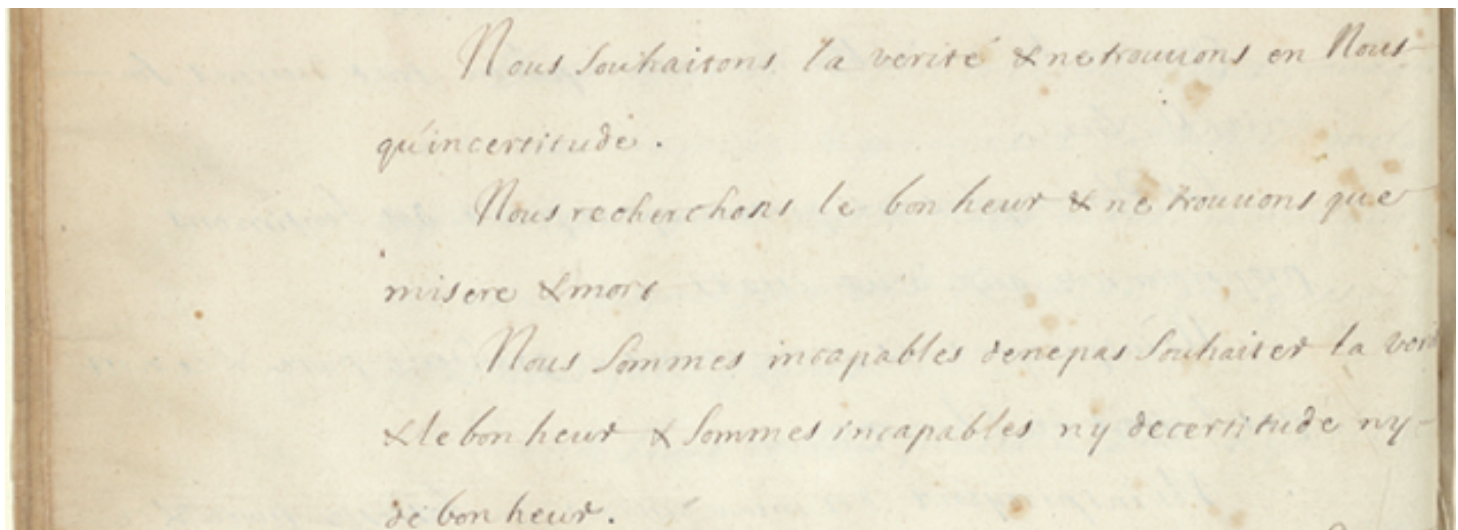 Nous souhaitons la verité & ne trouuons en Nous
qu'incertitude.
Nous recherchons le bonheur & ne trouuons que
misere & mort
Nous sommes incapables de ne pas souhaiter la veri
& le bonheur & sommes incapables ny de certitude ny
de bonheur.